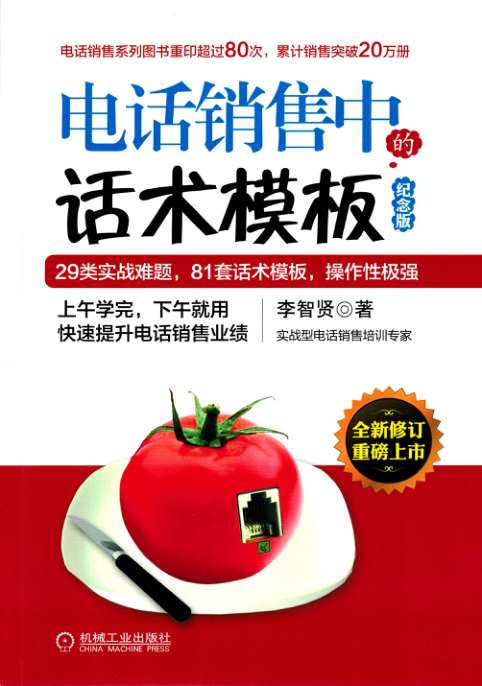 电话销售系列图书重印超过80次，累计销售突破20万册
电话销售中的
话术模板
纪念版
29类实战难题，81套话术模板，操作性极强
上午学完，下午就用
快速提升电话销售业绩
李智贤◎著
实战型电话销售培训专家
全新修订
重磅上市
机械工业出版社
CHINA MACHINE PRESS